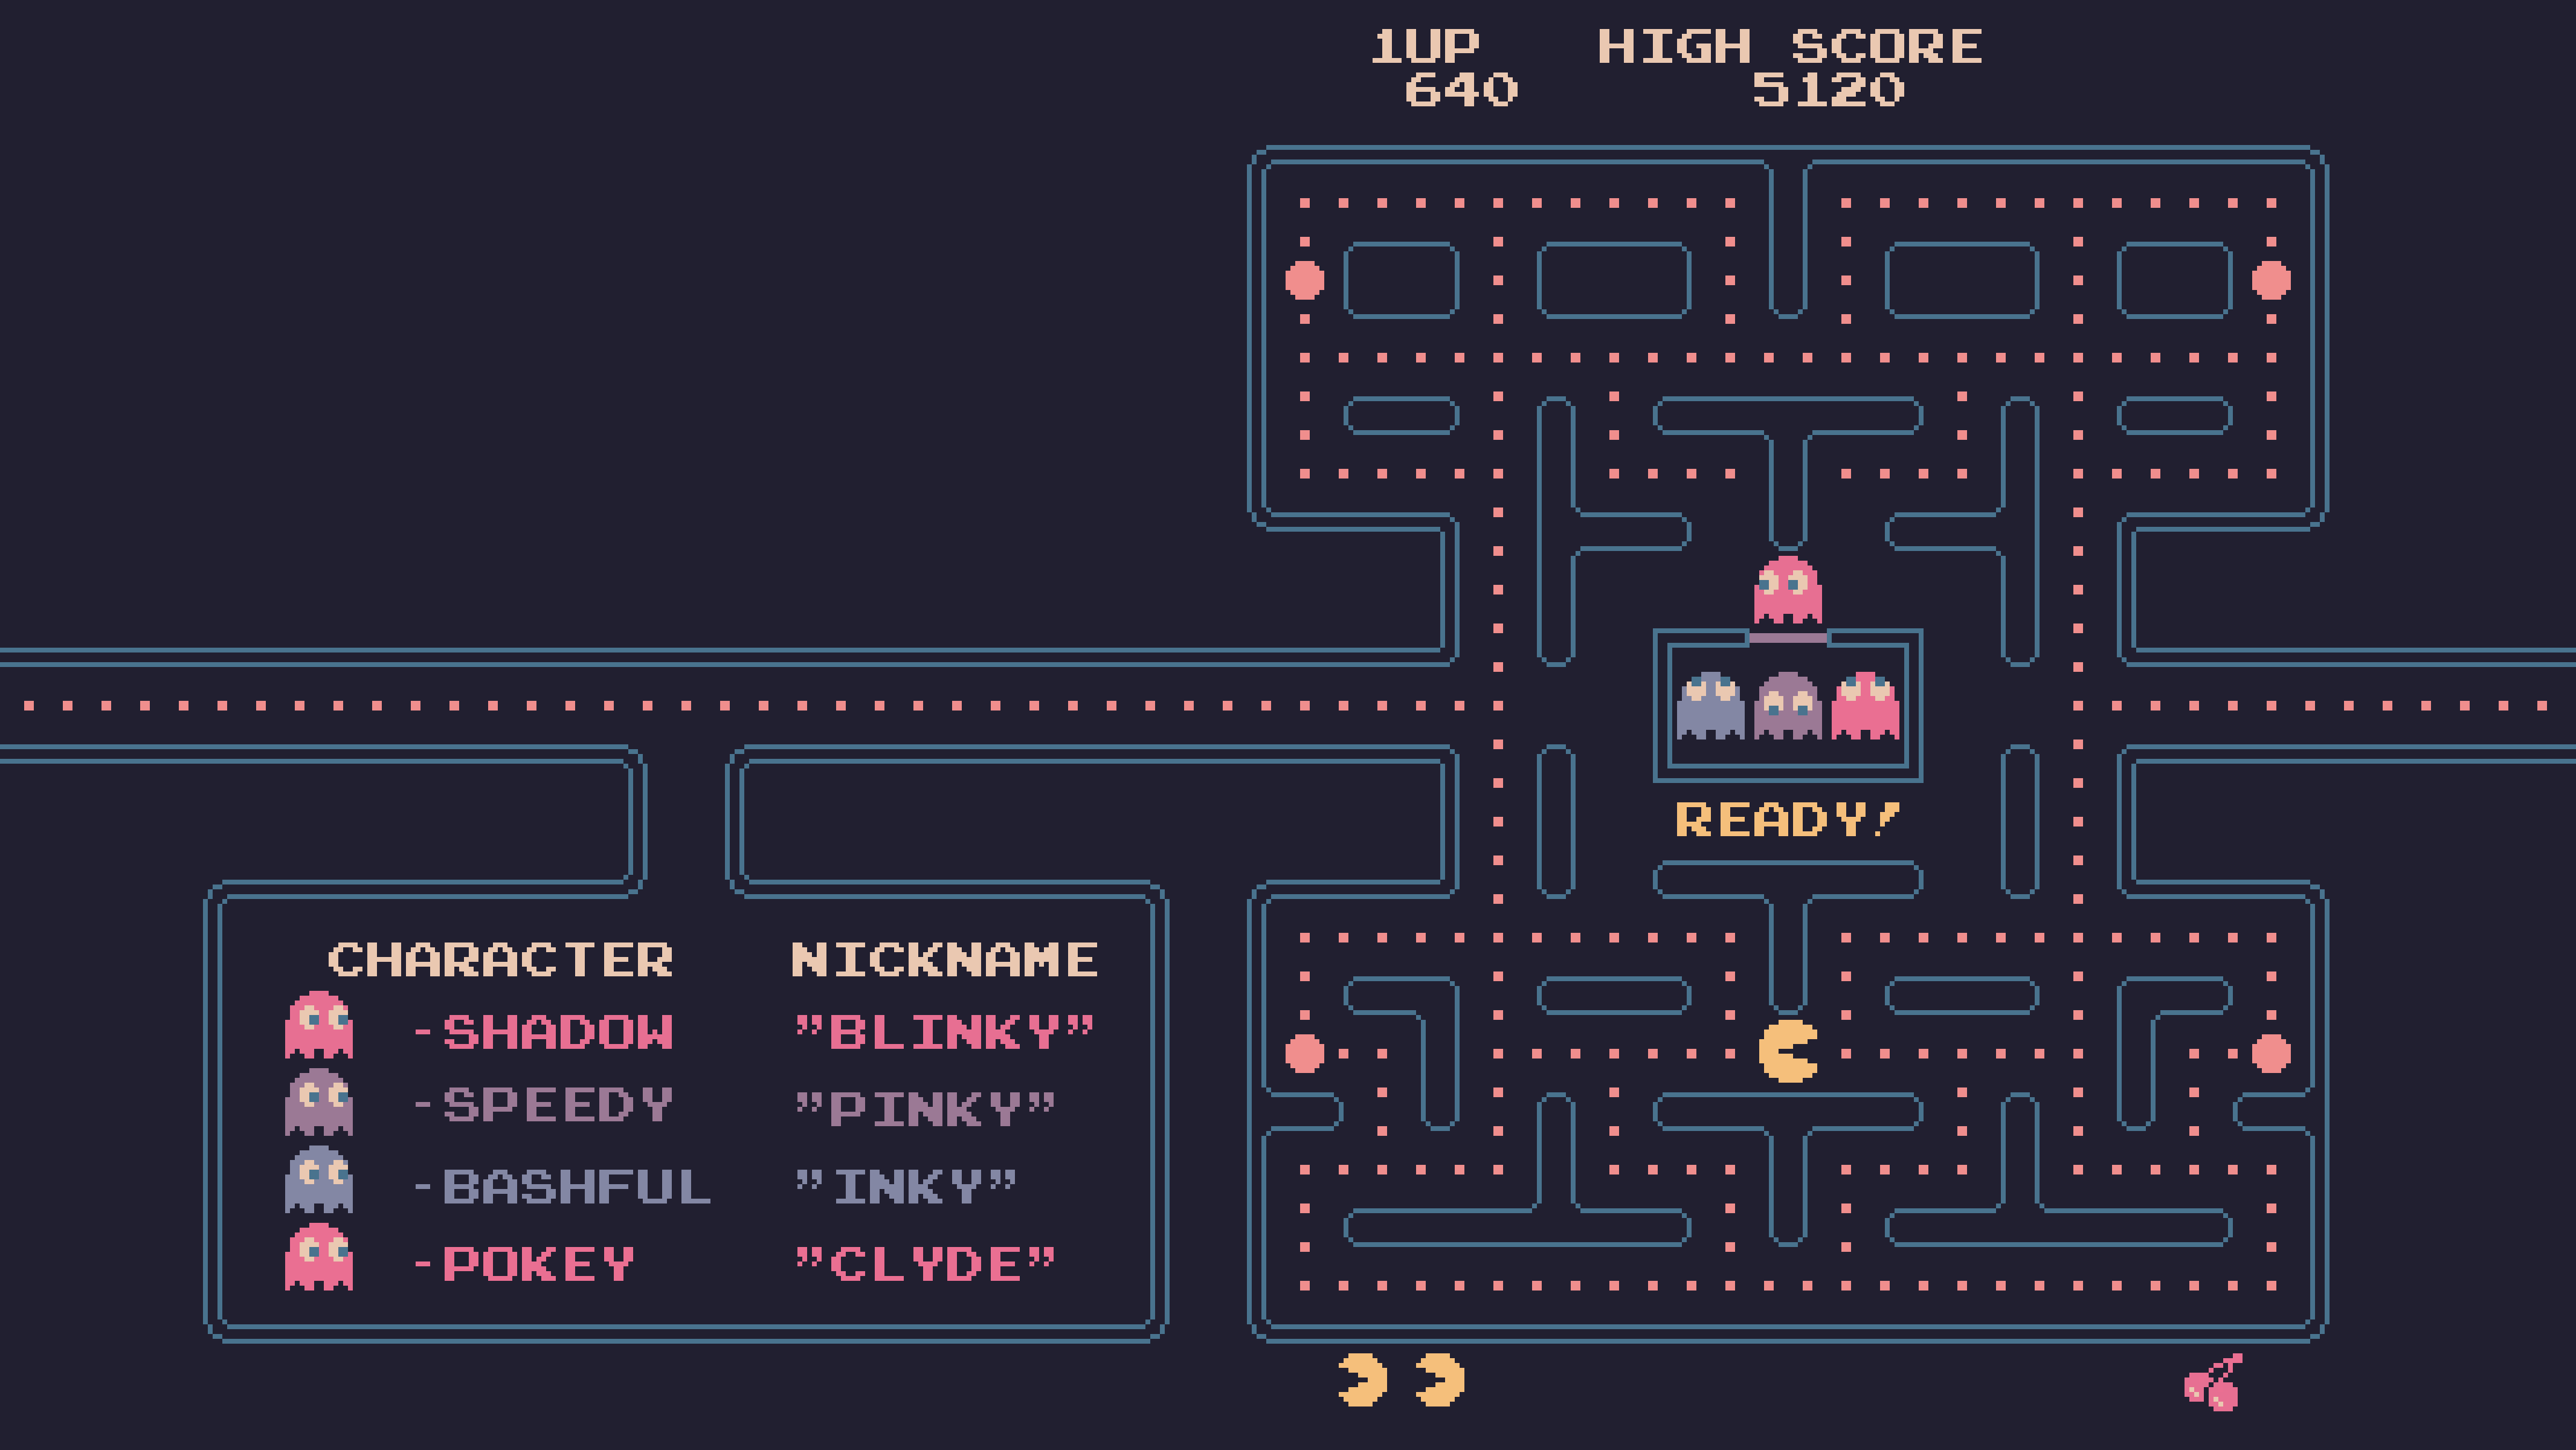 1UP HIGH SCORE
640 5120
READY!
CHARACTER NICKNAME
-SHADOW "BLINKY"
-SPEEDY "PINKY"
-BASHFUL "INKY"
-POKEY "CLYDE"